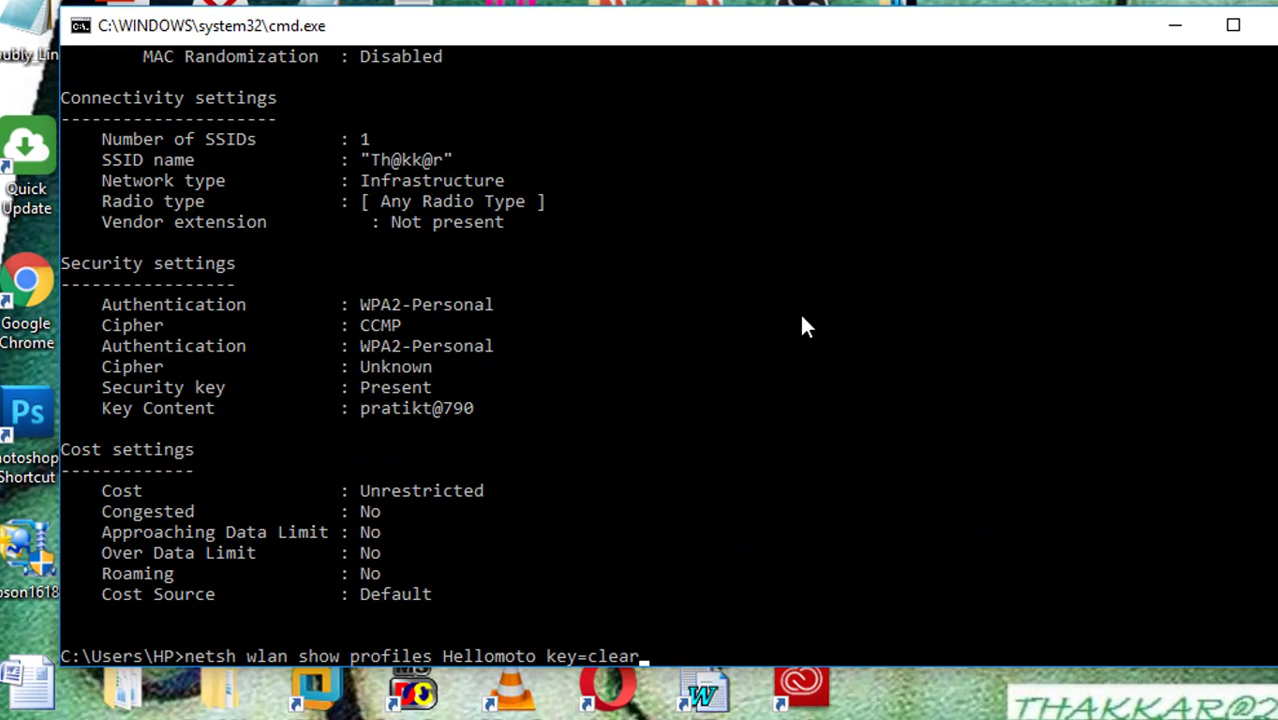 C:\WINDOWS\system32\cmd.exe
MAC Randomization : Disabled
Connectivity settings
---------------------
Number of SSIDs : 1
SSID name : "Th@kk@r"
Network type : Infrastructure
Radio type : [ Any Radio Type ]
Vendor extension : Not present
Security settings
-----------------
Authentication : WPA2-Personal
Cipher : CCMP
Authentication : WPA2-Personal
Cipher : Unknown
Security key : Present
Key Content : pratikt@790
Cost settings
-------------
Cost : Unrestricted
Congested : No
Approaching Data Limit : No
Over Data Limit : No
Roaming : No
Cost Source : Default
C:\Users\HP>netsh wlan show profiles Hellomoto key=clear
oubly_Lin
Quick
Update
Google
Chrome
Ps
hotoshop
Shortcut
pson1618
W
THAKKAR@2